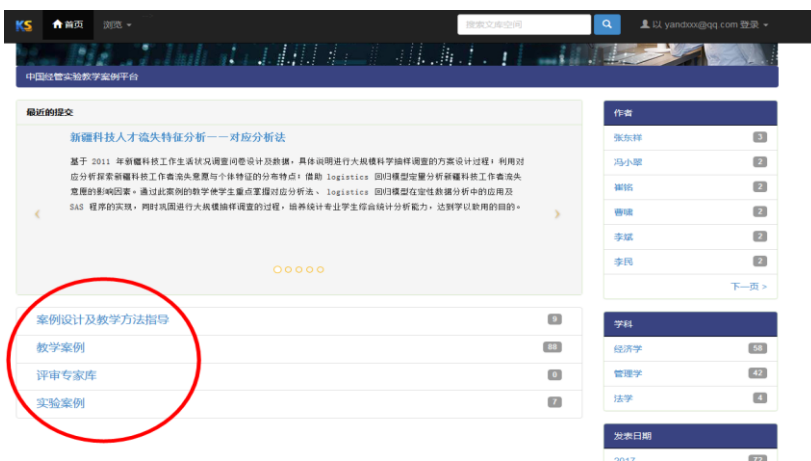 KS 首页 浏览 搜索文库空间 以 yandxxx@qq.com 登录
中国经管实验教学案例平台
最近的提交
新疆科技人才流失特征分析——对应分析法
基于 2011 年新疆科技工作生活状况调查问卷设计及数据，具体说明进行大规模科学抽样调查的方案设计过程；利用对
应分析探索新疆科技工作者流失意愿与个体特征的分布特点；借助 logistics 回归模型定量分析新疆科技工作者流失
意愿的影响因素。通过此案例的教学使学生重点掌握对应分析法、 logistics 回归模型在定性数据分析中的应用及
SAS 程序的实现，同时巩固进行大规模抽样调查的过程，培养统计专业学生综合统计分析能力，达到学以致用的目的。
案例设计及教学方法指导 9
教学案例 88
评审专家库 0
实验案例 7
作者
张东祥 3
冯小翠 2
崔铭 2
曹啸 2
李斌 2
李民 2
下一页 >
学科
经济学 58
管理学 42
法学 4
发表日期
2017 77